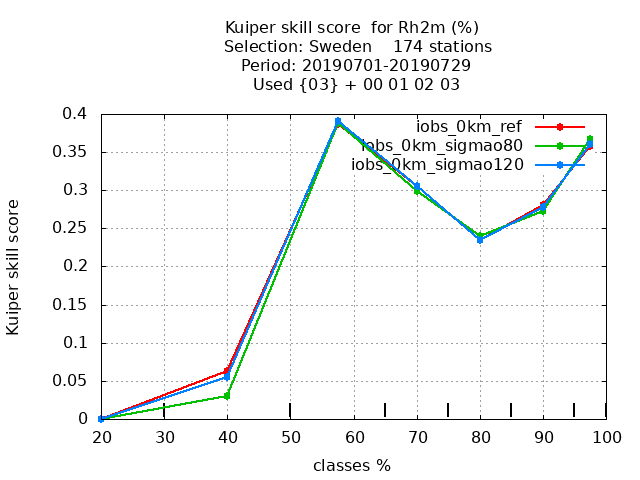 Kuiper skill score  for Rh2m (%)
Selection: Sweden    174 stations
Period: 20190701-20190729
Used {03} + 00 01 02 03
iobs_0km_ref
iobs_0km_sigmao80
iobs_0km_sigmao120
Kuiper skill score
0.4
0.35
0.3
0.25
0.2
0.15
0.1
0.05
0
20 30 40 50 60 70 80 90 100
classes %